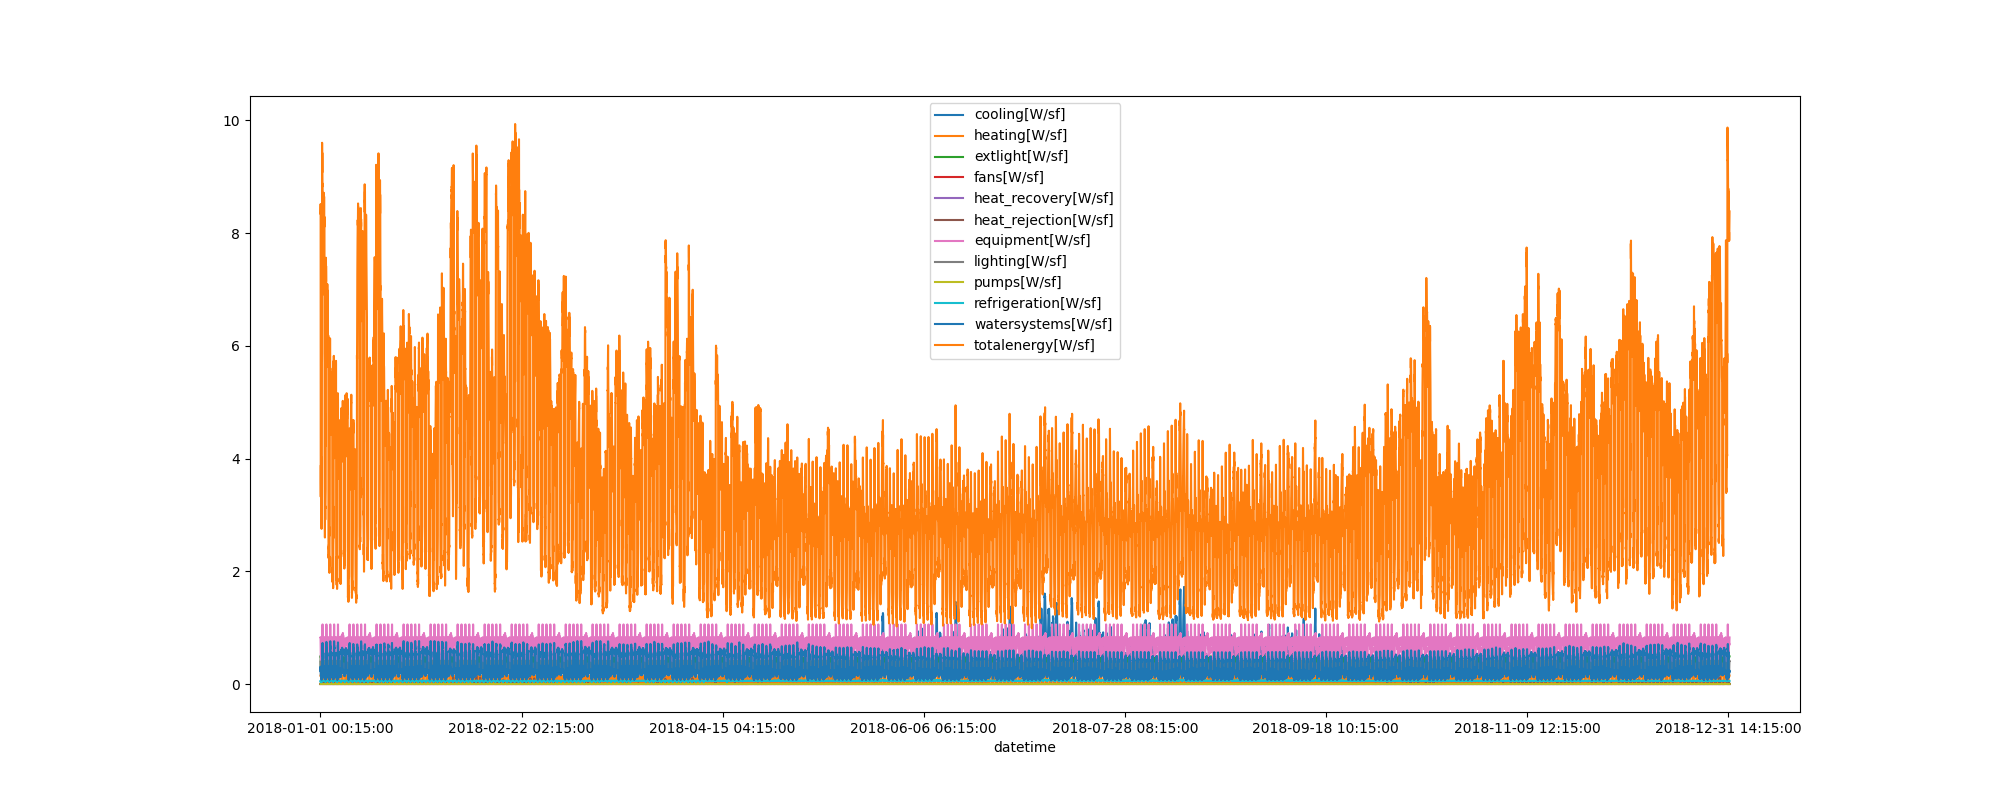 10
8
6
4
2
0
cooling[W/sf]
heating[W/sf]
extlight[W/sf]
fans[W/sf]
heat_recovery[W/sf]
heat_rejection[W/sf]
equipment[W/sf]
lighting[W/sf]
pumps[W/sf]
refrigeration[W/sf]
watersystems[W/sf]
totalenergy[W/sf]
2018-01-01 00:15:00 2018-02-22 02:15:00 2018-04-15 04:15:00 2018-06-06 06:15:00 2018-07-28 08:15:00 2018-09-18 10:15:00 2018-11-09 12:15:00 2018-12-31 14:15:00
datetime